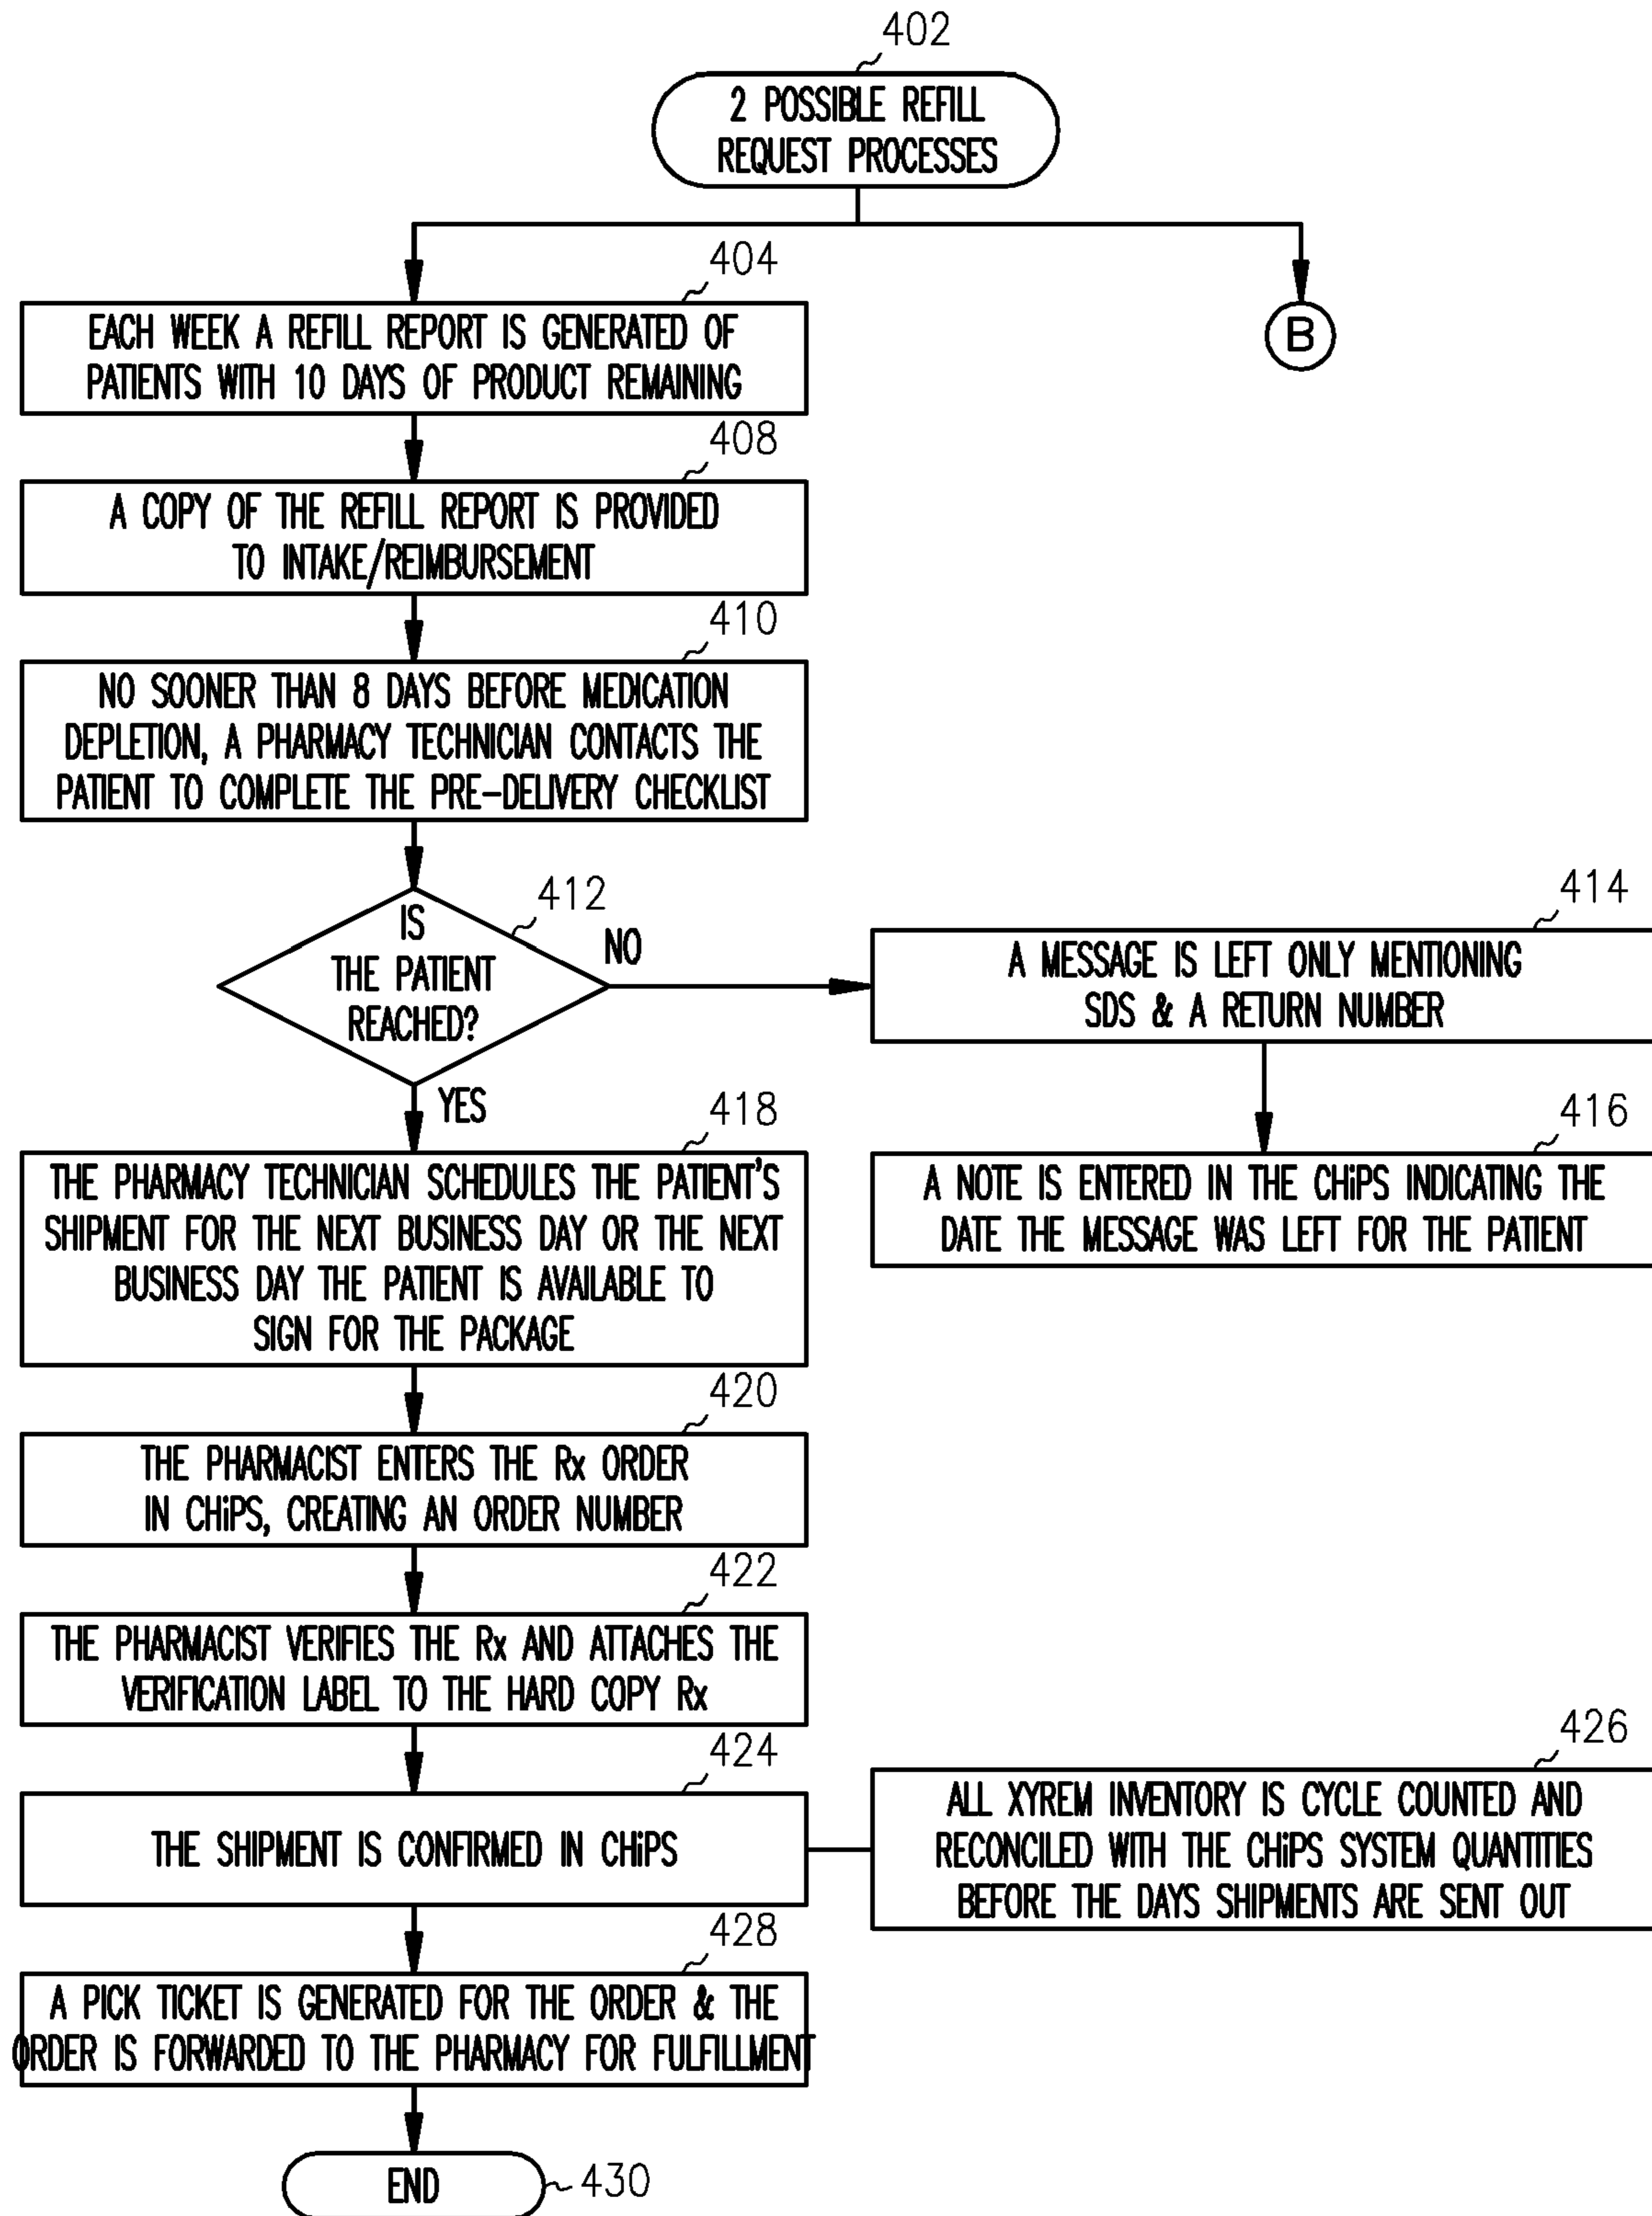 402
2 POSSIBLE REFILL
REQUEST PROCESSES
404
EACH WEEK A REFILL REPORT IS GENERATED OF
PATIENTS WITH 10 DAYS OF PRODUCT REMAINING
B
408
A COPY OF THE REFILL REPORT IS PROVIDED
TO INTAKE/REIMBURSEMENT
410
NO SOONER THAN 8 DAYS BEFORE MEDICATION
DEPLETION, A PHARMACY TECHNICIAN CONTACTS THE
PATIENT TO COMPLETE THE PRE-DELIVERY CHECKLIST
412
IS
THE PATIENT
REACHED?
NO
414
A MESSAGE IS LEFT ONLY MENTIONING
SDS & A RETURN NUMBER
YES
416
A NOTE IS ENTERED IN THE CHiPS INDICATING THE
DATE THE MESSAGE WAS LEFT FOR THE PATIENT
418
THE PHARMACY TECHNICIAN SCHEDULES THE PATIENT'S
SHIPMENT FOR THE NEXT BUSINESS DAY OR THE NEXT
BUSINESS DAY THE PATIENT IS AVAILABLE TO
SIGN FOR THE PACKAGE
420
THE PHARMACIST ENTERS THE Rx ORDER
IN CHiPS, CREATING AN ORDER NUMBER
422
THE PHARMACIST VERIFIES THE Rx AND ATTACHES THE
VERIFICATION LABEL TO THE HARD COPY Rx
424
THE SHIPMENT IS CONFIRMED IN CHiPS
426
ALL XYREM INVENTORY IS CYCLE COUNTED AND
RECONCILED WITH THE CHiPS SYSTEM QUANTITIES
BEFORE THE DAYS SHIPMENTS ARE SENT OUT
428
A PICK TICKET IS GENERATED FOR THE ORDER & THE
ORDER IS FORWARDED TO THE PHARMACY FOR FULFILLMENT
END
430